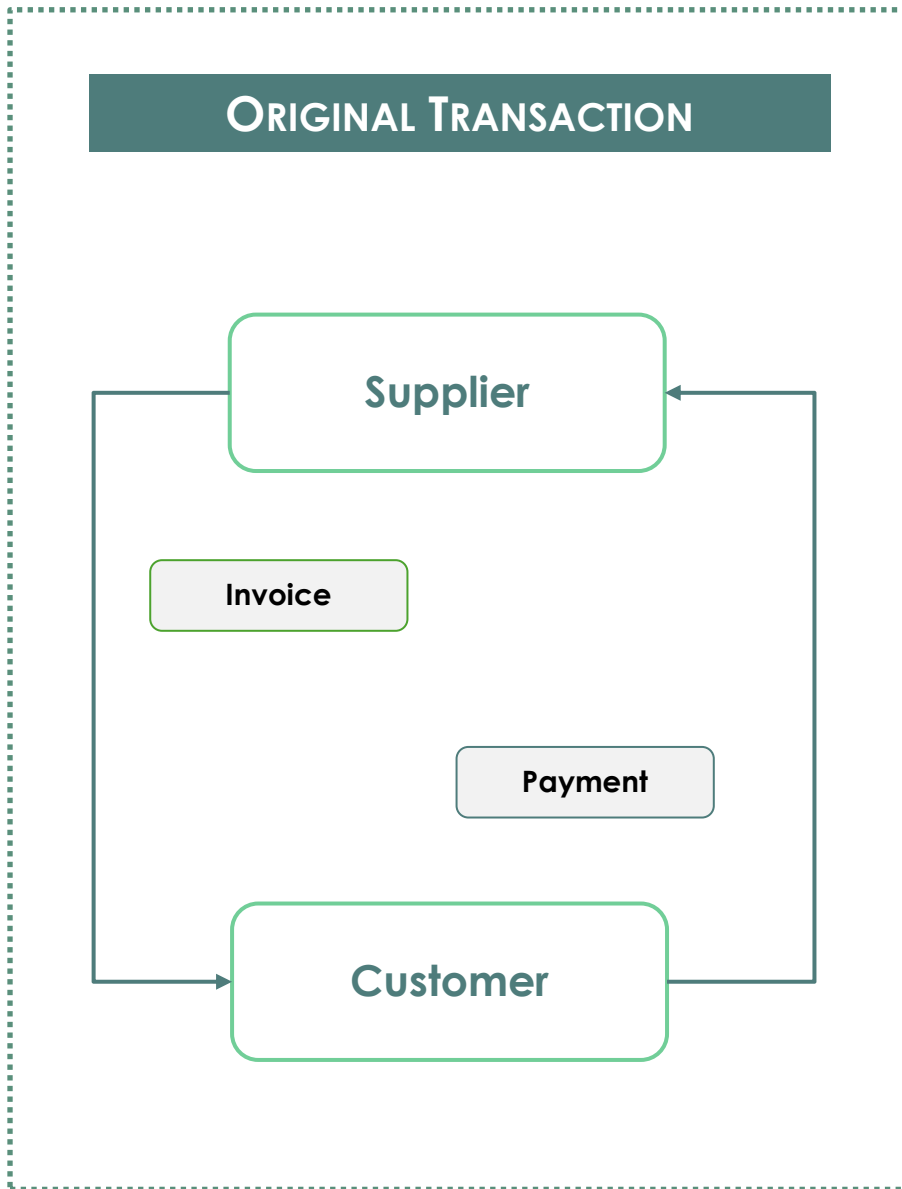 ORIGINAL TRANSACTION
Supplier
Invoice
Payment
Customer